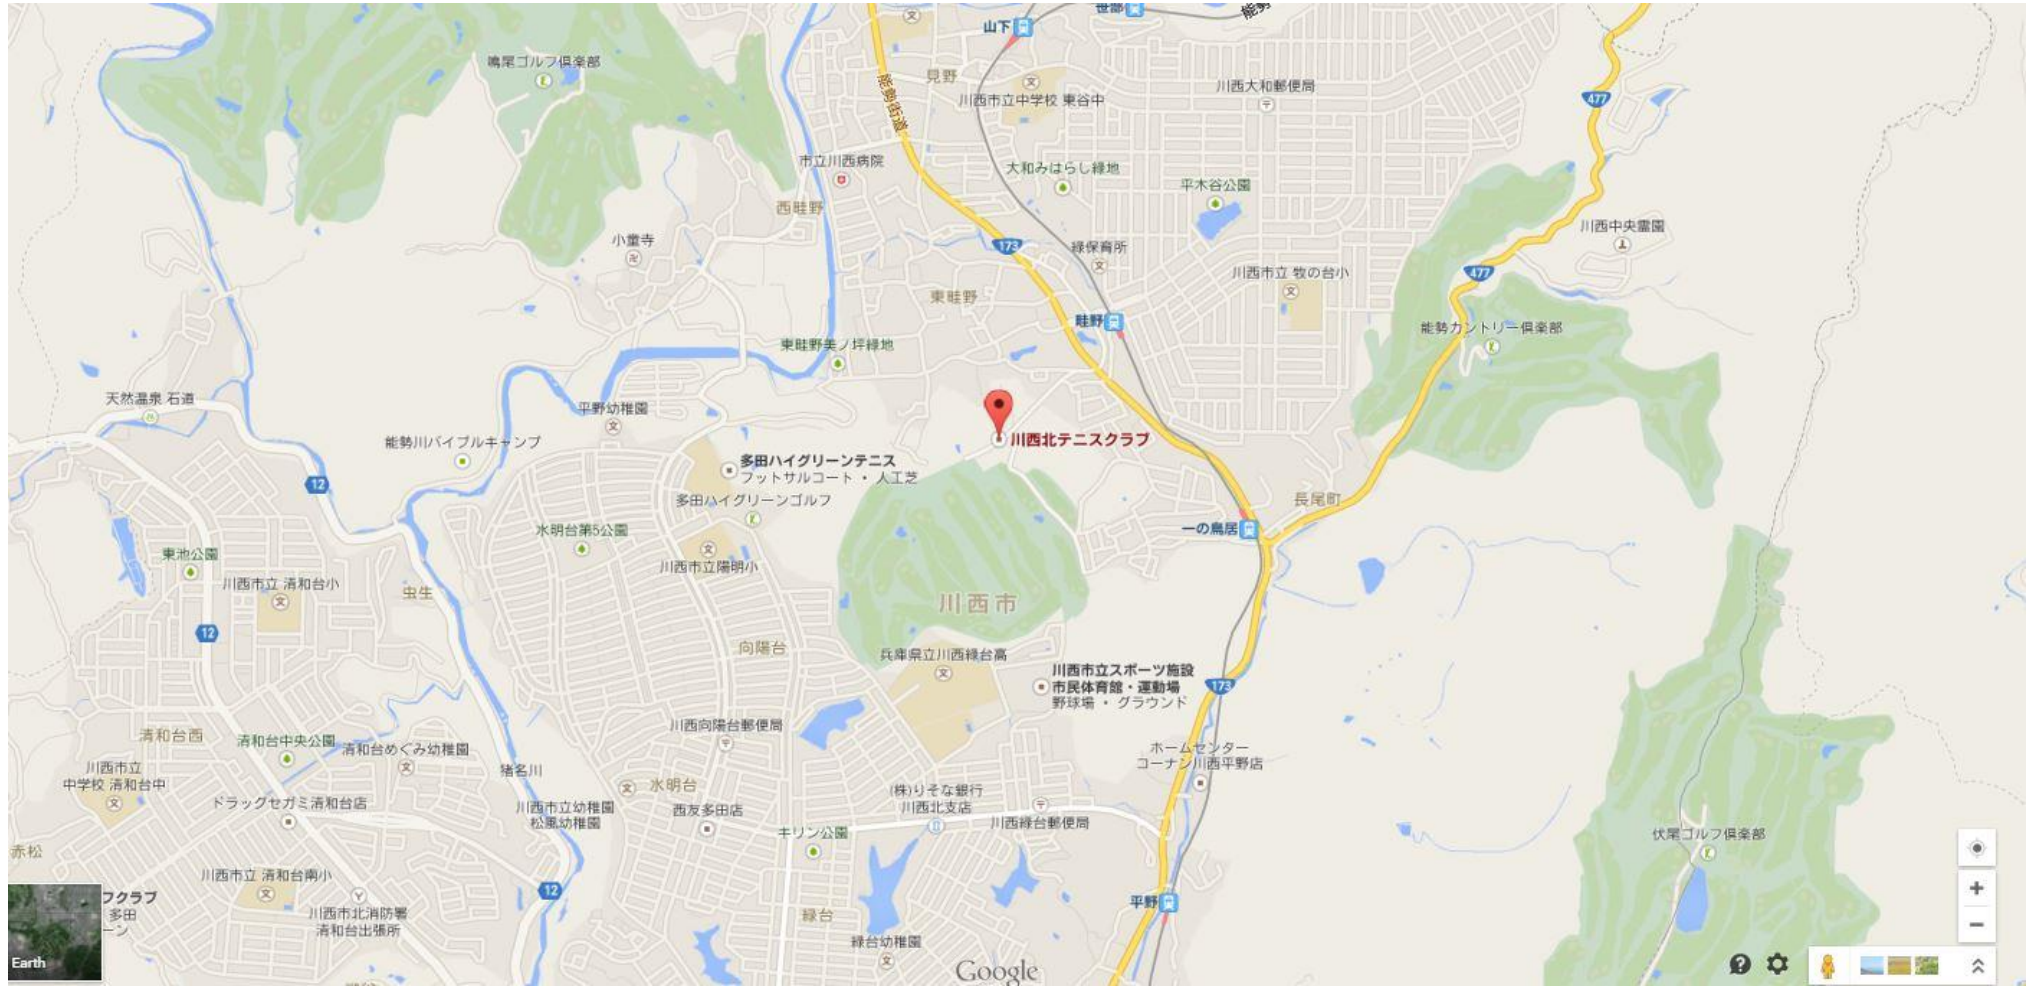 山下
笹部
能勢
鳴尾ゴルフ倶楽部
見野
能勢街道
川西市立中学校 東谷中
川西大和郵便局
477
市立川西病院
大和みはらし緑地
平木谷公園
西畦野
小童寺
173
緑保育所
川西中央霊園
川西市立 牧の台小
477
東畦野
畦野
能勢カントリー倶楽部
東畦野美ノ坪緑地
天然温泉 石道
平野幼稚園
能勢川バイブルキャンプ
川西北テニスクラブ
多田ハイグリーンテニス
フットサルコート・人工芝
12
多田ハイグリーンゴルフ
長尾町
水明台第5公園
一の鳥居
東池公園
川西市立陽明小
川西市立 清和台小
虫生
川西市
12
向陽台
兵庫県立川西緑台高
川西市立スポーツ施設
市民体育館・運動場
野球場・グラウンド
173
川西向陽台郵便局
清和台西
清和台中央公園
清和台めぐみ幼稚園
ホームセンター
コーナン川西平野店
川西市立
中学校 清和台中
猪名川
水明台
ドラッグセガミ清和台店
川西市立幼稚園
松風幼稚園
西友多田店
(株)りそな銀行
川西北支店
川西緑台郵便局
キリン公園
伏尾ゴルフ倶楽部
赤松
川西市立 清和台南小
12
フクラブ
多田
ーン
川西市北消防署
清和台出張所
平野
緑台
緑台幼稚園
Earth
Google